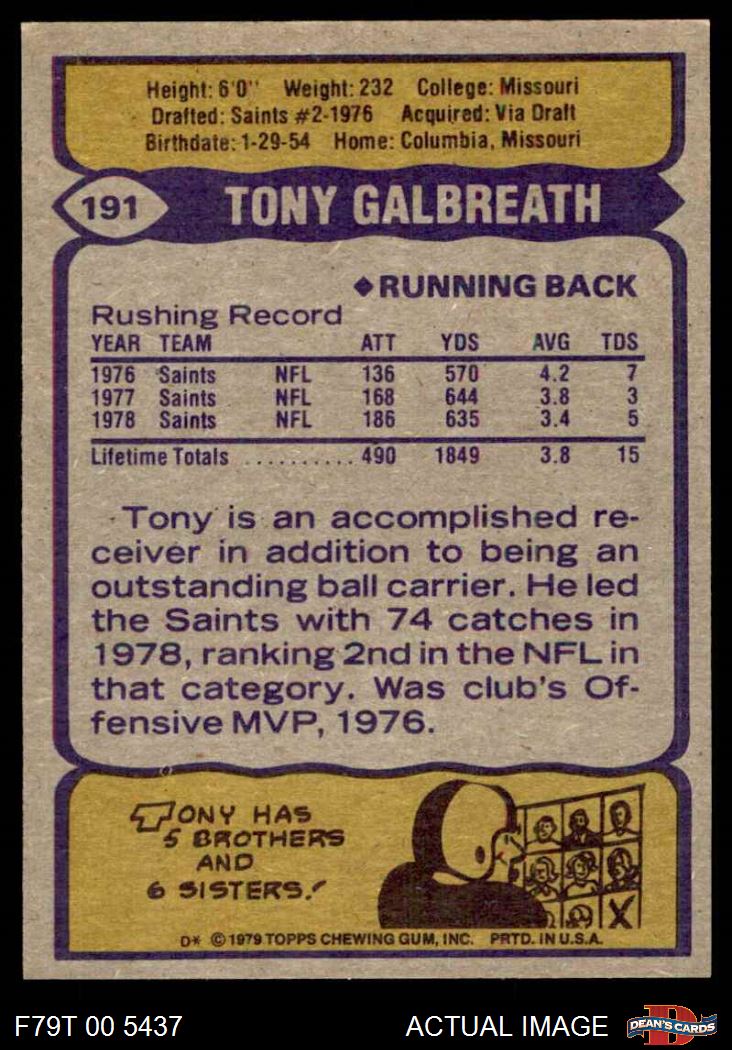 Height: 6'0" Weight: 232 College: Missouri
Drafted: Saints #2-1976 Acquired: Via Draft
Birthdate: 1-29-54 Home: Columbia, Missouri
191 TONY GALBREATH
◆RUNNING BACK
Rushing Record
YEAR TEAM ATT YDS AVG TDS
1976 Saints NFL 136 570 4.2 7
1977 Saints NFL 168 644 3.8 3
1978 Saints NFL 186 635 3.4 5
Lifetime Totals .......... 490 1849 3.8 15
Tony is an accomplished re-
ceiver in addition to being an
outstanding ball carrier. He led
the Saints with 74 catches in
1978, ranking 2nd in the NFL in
that category. Was club's Of-
fensive MVP, 1976.
TONY HAS
5 BROTHERS
AND
6 SISTERS!
X
D* © 1979 TOPPS CHEWING GUM, INC. PRTD. IN U.S.A.
F79T 00 5437 ACTUAL IMAGE D DEAN'S CARDS